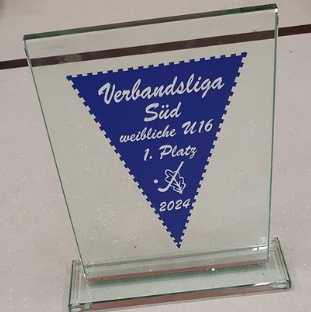 Verbandsliga
Süd
weibliche U16
1. Platz
2024